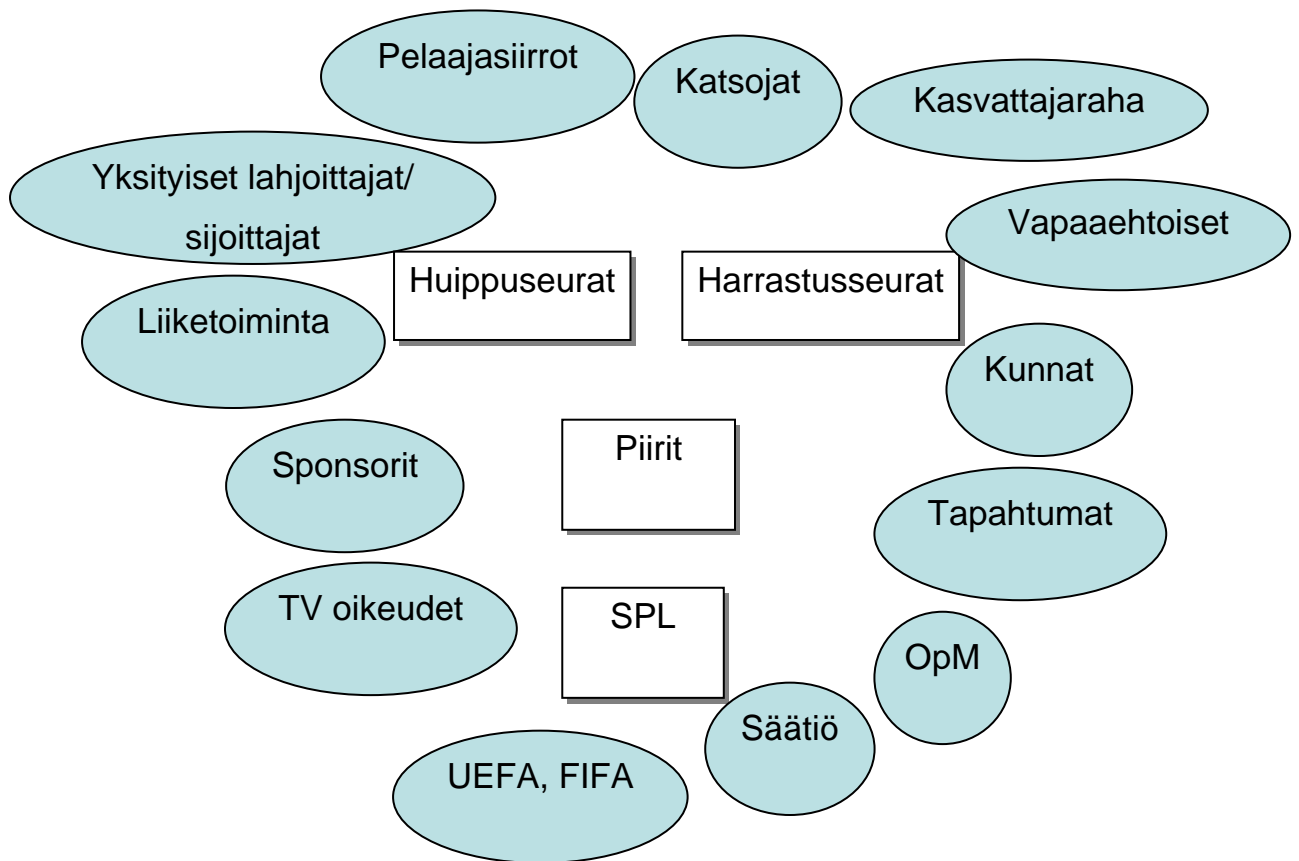 Pelaajasiirrot
Katsojat
Kasvattajaraha
Yksityiset lahjoittajat/
sijoittajat
Vapaaehtoiset
Huippuseurat
Harrastusseurat
Liiketoiminta
Kunnat
Sponsorit
Piirit
Tapahtumat
TV oikeudet
SPL
OpM
Säätiö
UEFA, FIFA